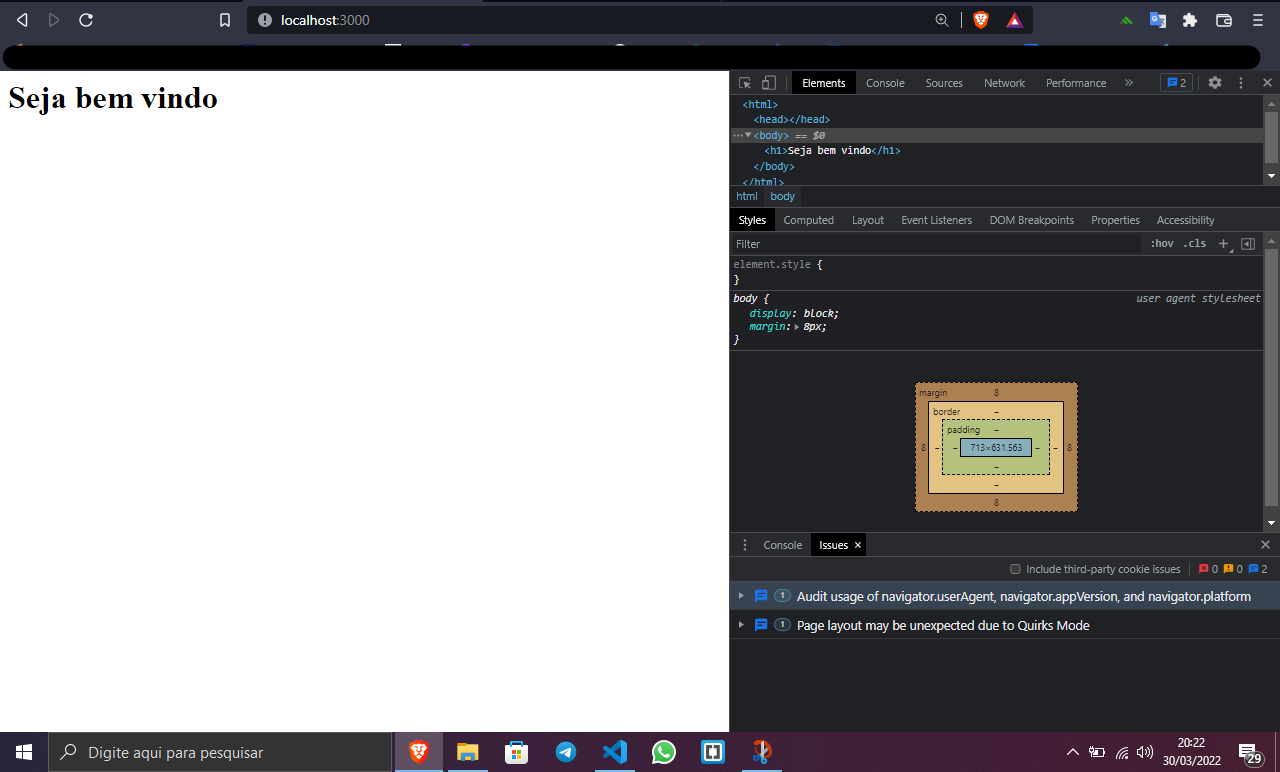 localhost:3000
Seja bem vindo
Elements Console Sources Network Performance » 2
<html>
<head></head>
<body> == $0
<h1>Seja bem vindo</h1>
</body>
</html>
html body
Styles Computed Layout Event Listeners DOM Breakpoints Properties Accessibility
Filter :hov .cls +
element.style {
}
body { user agent stylesheet
display: block;
margin: 8px;
}
margin 8
border –
padding –
8 – – 713×631.563 – – 8
–
–
8
Console Issues ×
Include third-party cookie issues 0 0 2
1 Audit usage of navigator.userAgent, navigator.appVersion, and navigator.platform
1 Page layout may be unexpected due to Quirks Mode
Digite aqui para pesquisar
20:22
30/03/2022
29